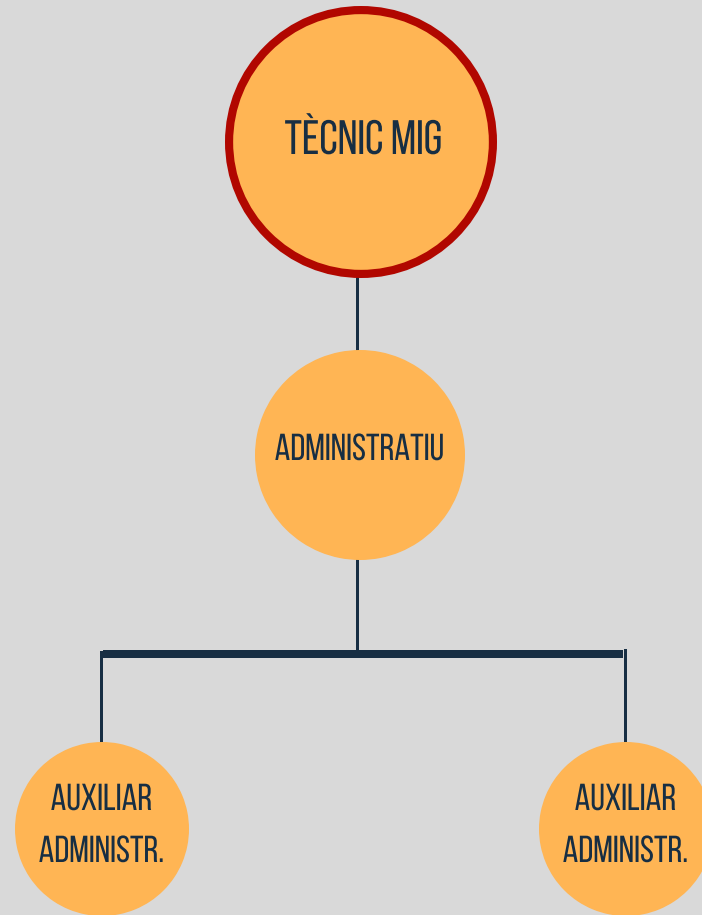 TÈCNIC MIG
ADMINISTRATIU
AUXILIAR
ADMINISTR.
AUXILIAR
ADMINISTR.